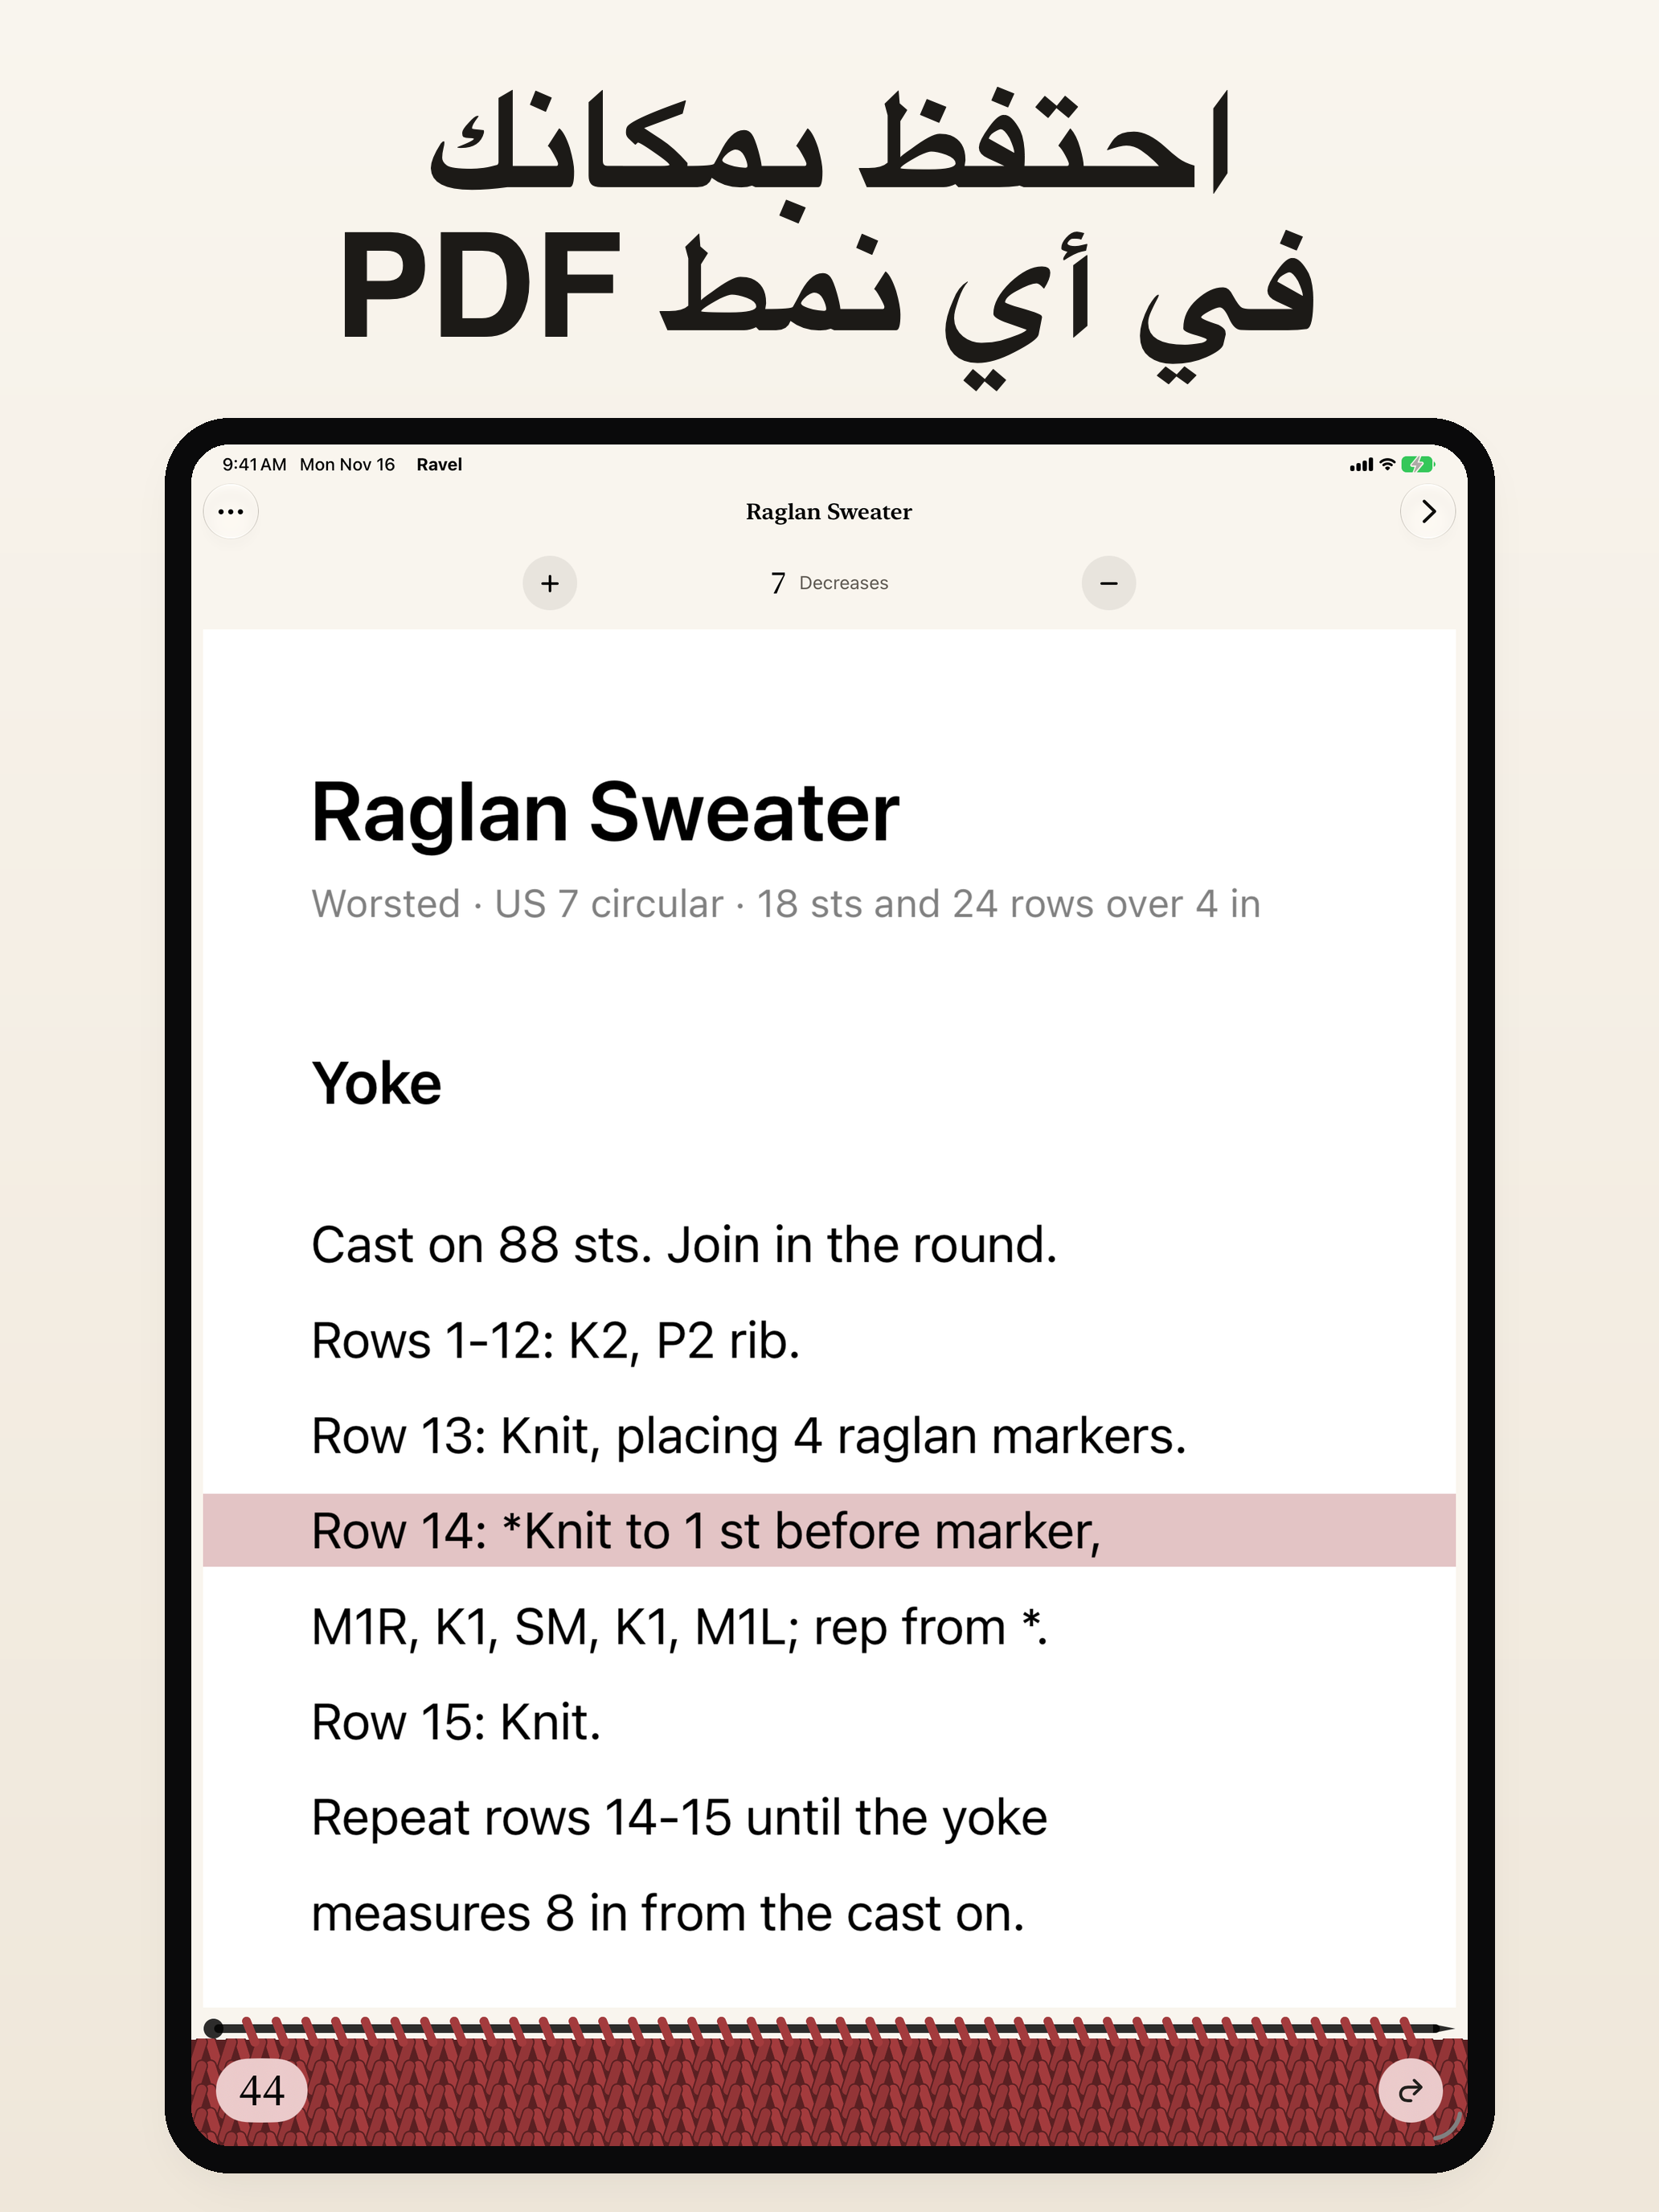 احتفظ بمكانك
في أي نمط PDF
9:41 AM Mon Nov 16 Ravel
Raglan Sweater
7 Decreases
Raglan Sweater
Worsted · US 7 circular · 18 sts and 24 rows over 4 in
Yoke
Cast on 88 sts. Join in the round.
Rows 1-12: K2, P2 rib.
Row 13: Knit, placing 4 raglan markers.
Row 14: *Knit to 1 st before marker,
M1R, K1, SM, K1, M1L; rep from *.
Row 15: Knit.
Repeat rows 14-15 until the yoke
measures 8 in from the cast on.
44